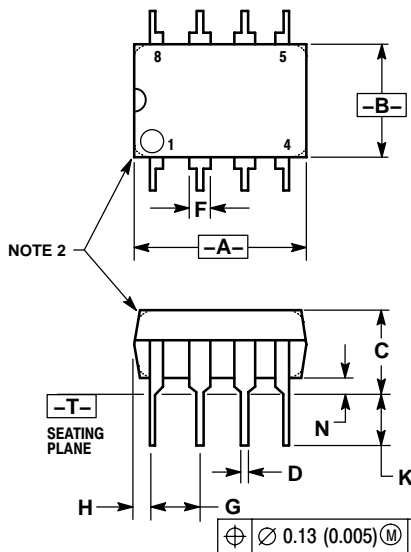 8 5
–B–
1 4
F
NOTE 2
–A–
C
–T–
N
SEATING
PLANE
D
K
H G
⌖ ∅ 0.13 (0.005) Ⓜ